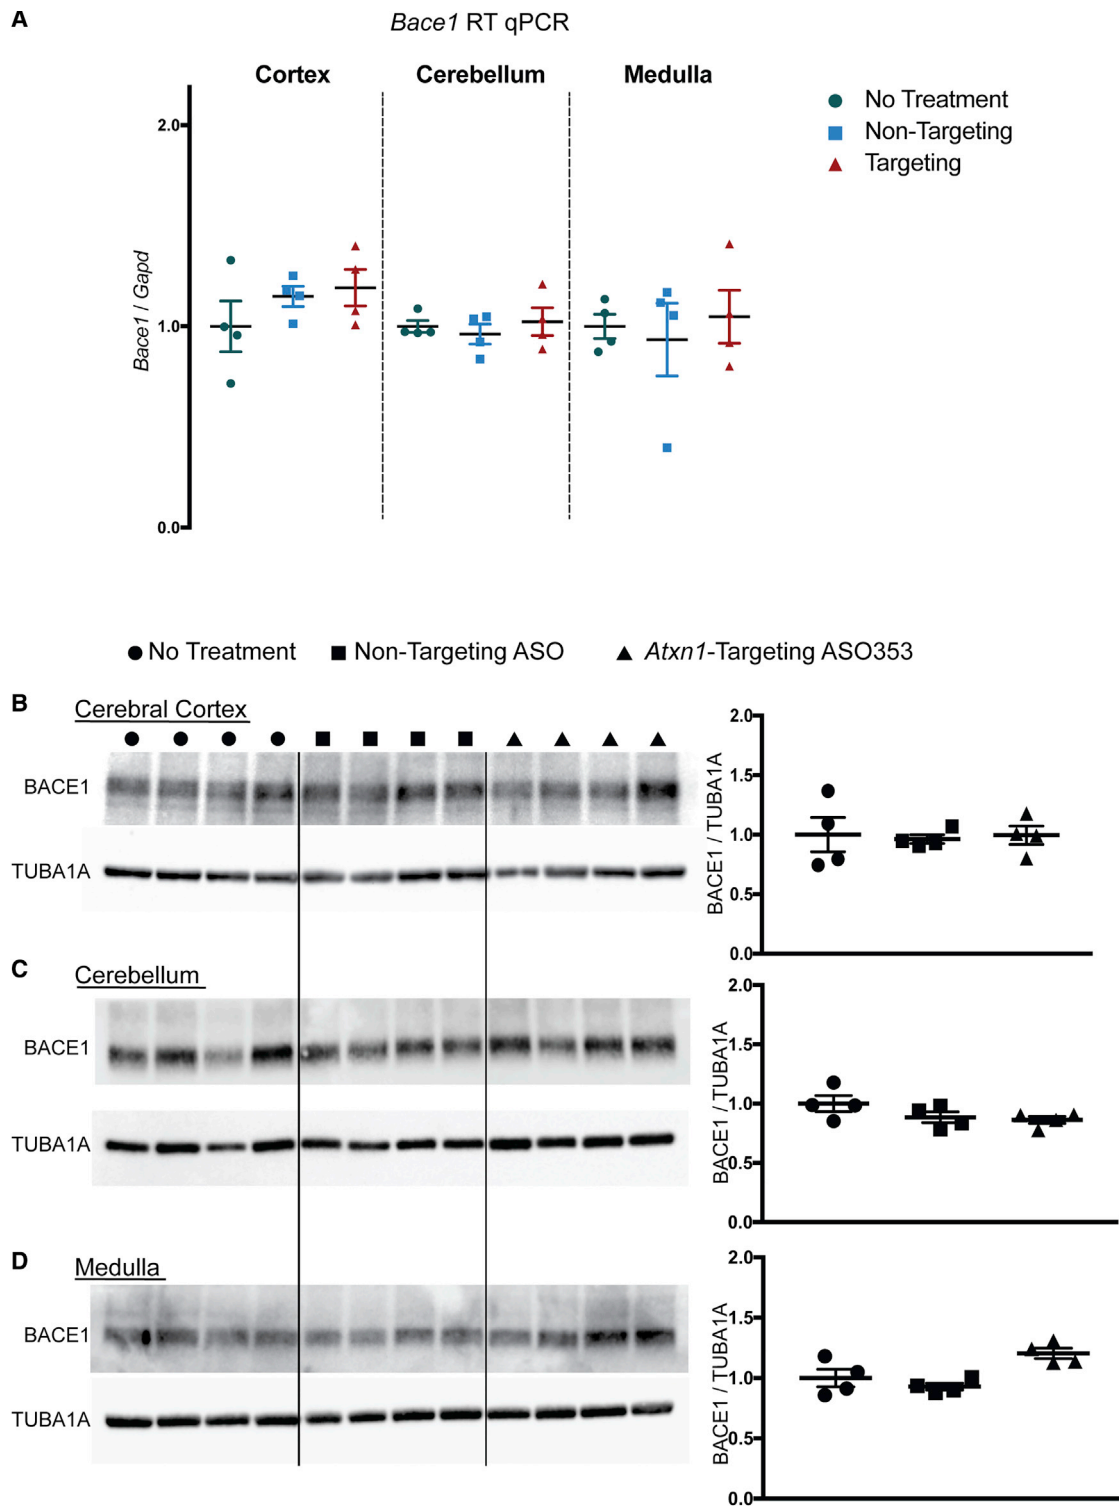 A
Bace1 RT qPCR
Cortex Cerebellum Medulla
No Treatment
Non-Targeting
Targeting
Bace1 / Gapd
2.0
1.0
0.0
No Treatment Non-Targeting ASO Atxn1-Targeting ASO353
B
Cerebral Cortex
BACE1
TUBA1A
BACE1 / TUBA1A
2.0
1.5
1.0
0.5
0.0
C
Cerebellum
BACE1
TUBA1A
BACE1 / TUBA1A
2.0
1.5
1.0
0.5
0.0
D
Medulla
BACE1
TUBA1A
BACE1 / TUBA1A
2.0
1.5
1.0
0.5
0.0